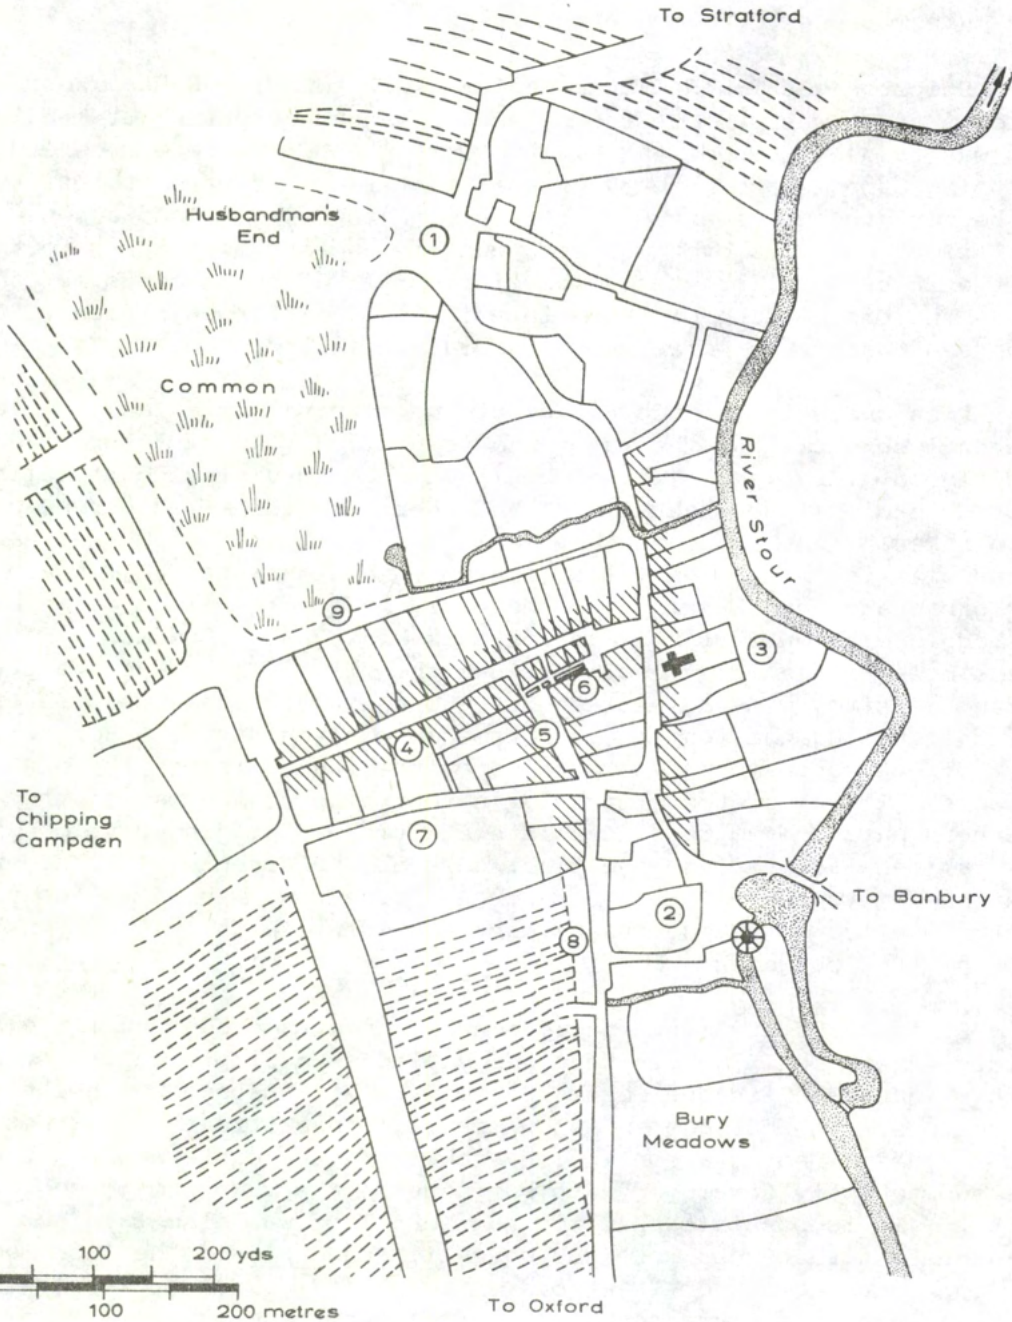 To Stratford
Husbandman's
End
1
Common
River Stour
9
3
6
4
5
To
Chipping
Campden
7
To Banbury
2
8
Bury
Meadows
100 200 yds
100 200 metres
To Oxford